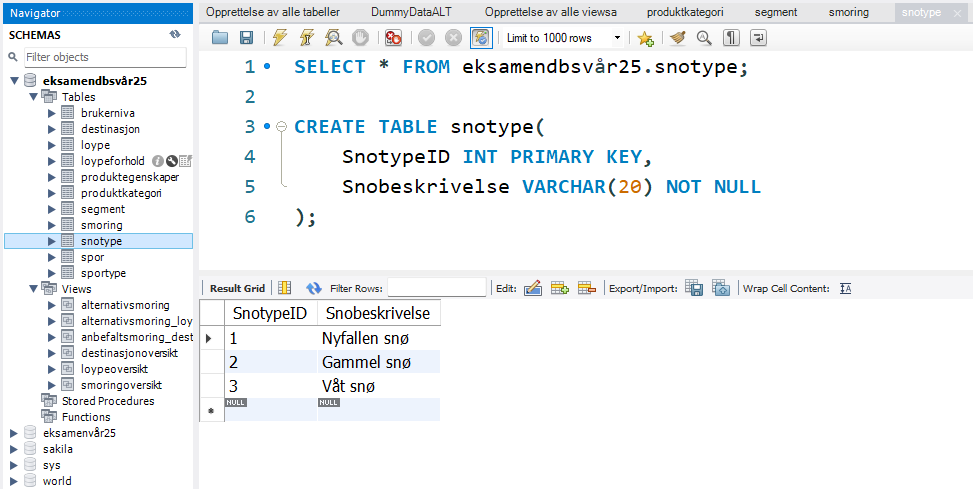 Navigator
SCHEMAS
Filter objects
eksamendbsvår25
Tables
brukerniva
destinasjon
loype
loypeforhold
produktegenskaper
produktkategori
segment
smoring
snotype
spor
sportype
Views
alternativsmoring
alternativsmoring_loy
anbefaltsmoring_dest
destinasjonoversikt
loypeoversikt
smoringoversikt
Stored Procedures
Functions
eksamenvår25
sakila
sys
world
Opprettelse av alle tabeller DummyDataALT Opprettelse av alle viewsa produktkategori segment smoring snotype
Limit to 1000 rows
1 SELECT * FROM eksamendbsvår25.snotype;
2
3 CREATE TABLE snotype(
4 SnotypeID INT PRIMARY KEY,
5 Snobeskrivelse VARCHAR(20) NOT NULL
6 );
Result Grid Filter Rows: Edit: Export/Import: Wrap Cell Content:
SnotypeID Snobeskrivelse
1 Nyfallen snø
2 Gammel snø
3 Våt snø
NULL NULL